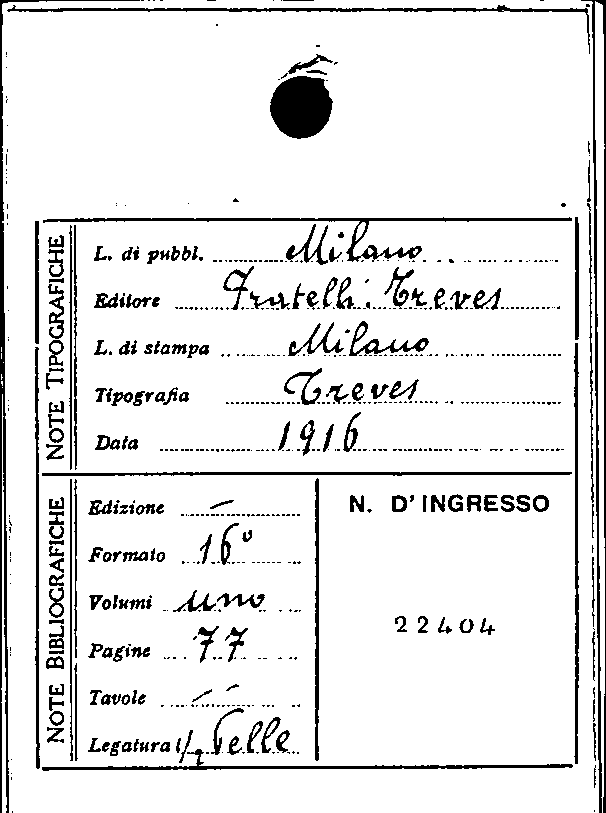 NOTE TIPOGRAFICHE
L. di pubbl. Milano
Editore Fratelli Treves
L. di stampa Milano
Tipografia Treves
Data 1916
NOTE BIBLIOGRAFICHE
Edizione —
Formato 16°
Volumi uno
Pagine 77
Tavole — —
Legatura 1/2 Pelle
N. D'INGRESSO
22404